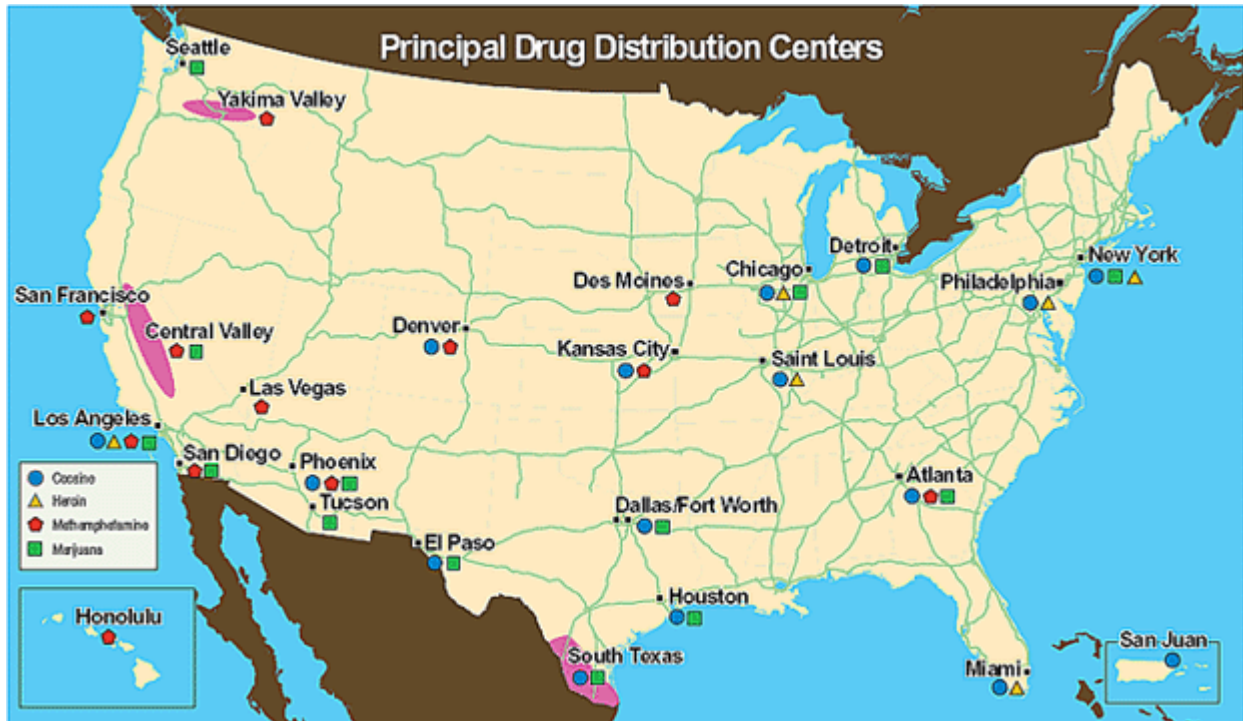 Principal Drug Distribution Centers
Seattle
Yakima Valley
Detroit
New York
Chicago
Des Moines
Philadelphia
San Francisco
Central Valley
Denver
Kansas City
Saint Louis
Las Vegas
Los Angeles
San Diego
Phoenix
Atlanta
Cocaine
Heroin
Methamphetamine
Marijuana
Tucson
Dallas/Fort Worth
El Paso
Houston
Honolulu
South Texas
Miami
San Juan